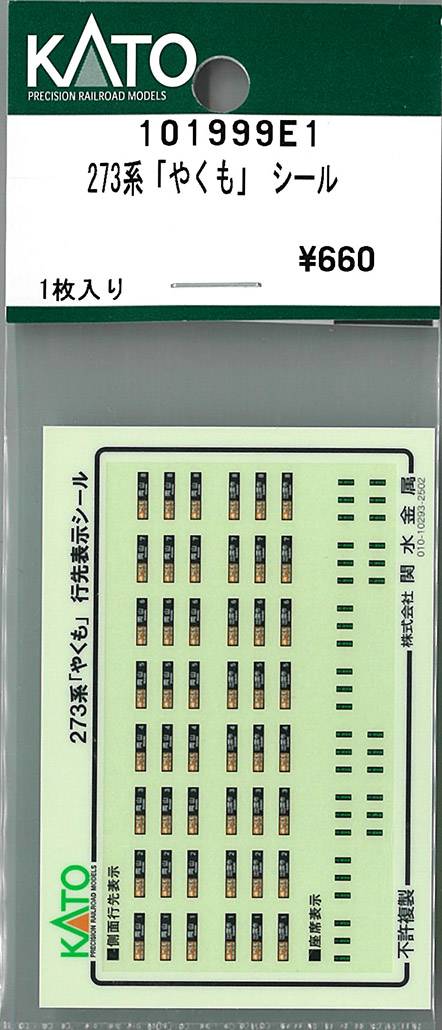 KATO
PRECISION RAILROAD MODELS
101999E1
273系「やくも」 シール
¥660
1枚入り
KATO
PRECISION RAILROAD MODELS
273系「やくも」 行先表示シール
■側面行先表示
■座席表示
不許複製
株式会社 関水金属
010-10293-2502